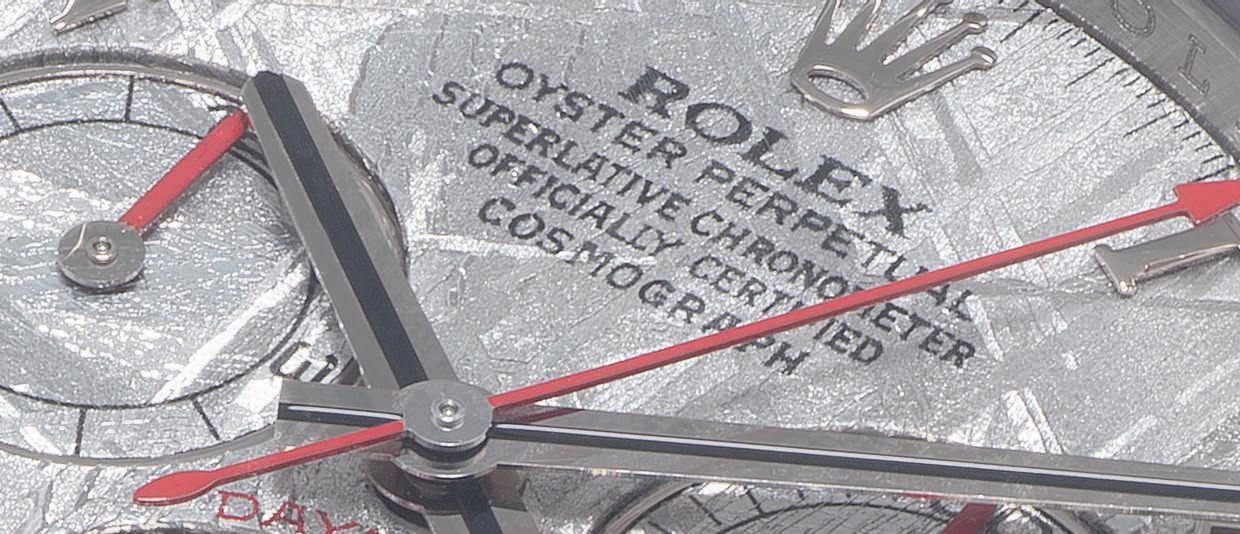 ROLEX
OYSTER PERPETUAL
SUPERLATIVE CHRONOMETER
OFFICIALLY CERTIFIED
COSMOGRAPH